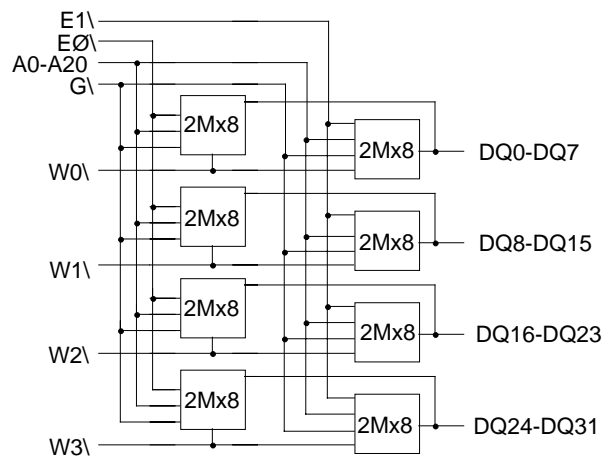 E1\
EØ\
A0-A20
G\
2Mx8
2Mx8
DQ0-DQ7
W0\
2Mx8
2Mx8
DQ8-DQ15
W1\
2Mx8
2Mx8
DQ16-DQ23
W2\
2Mx8
2Mx8
DQ24-DQ31
W3\